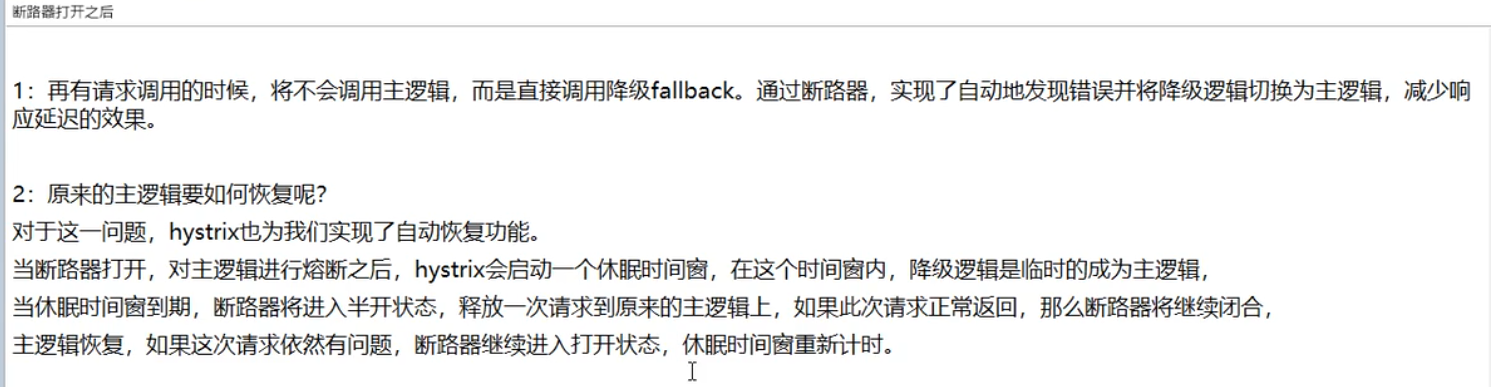 断路器打开之后
1：再有请求调用的时候，将不会调用主逻辑，而是直接调用降级fallback。通过断路器，实现了自动地发现错误并将降级逻辑切换为主逻辑，减少响
应延迟的效果。
2：原来的主逻辑要如何恢复呢？
对于这一问题，hystrix也为我们实现了自动恢复功能。
当断路器打开，对主逻辑进行熔断之后，hystrix会启动一个休眠时间窗，在这个时间窗内，降级逻辑是临时的成为主逻辑，
当休眠时间窗到期，断路器将进入半开状态，释放一次请求到原来的主逻辑上，如果此次请求正常返回，那么断路器将继续闭合，
主逻辑恢复，如果这次请求依然有问题，断路器继续进入打开状态，休眠时间窗重新计时。